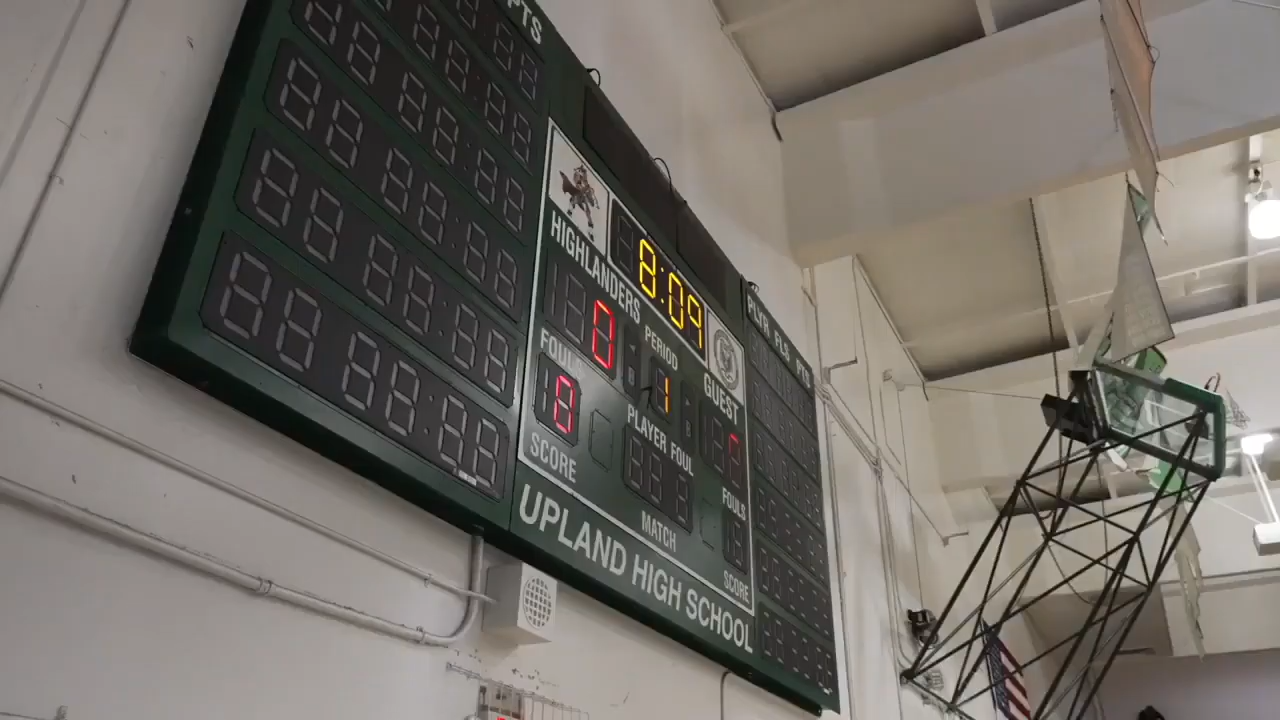 PTS
8:09
HIGHLANDERS
0
PERIOD
1
GUEST
PLYR FLS PTS
FOULS
0
PLAYER FOUL
FOULS
SCORE
MATCH
SCORE
UPLAND HIGH SCHOOL